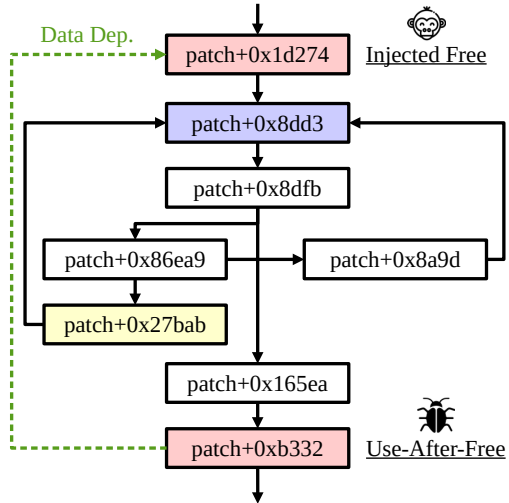 Data Dep.
patch+0x1d274
Injected Free
patch+0x8dd3
patch+0x8dfb
patch+0x86ea9
patch+0x8a9d
patch+0x27bab
patch+0x165ea
patch+0xb332
Use-After-Free